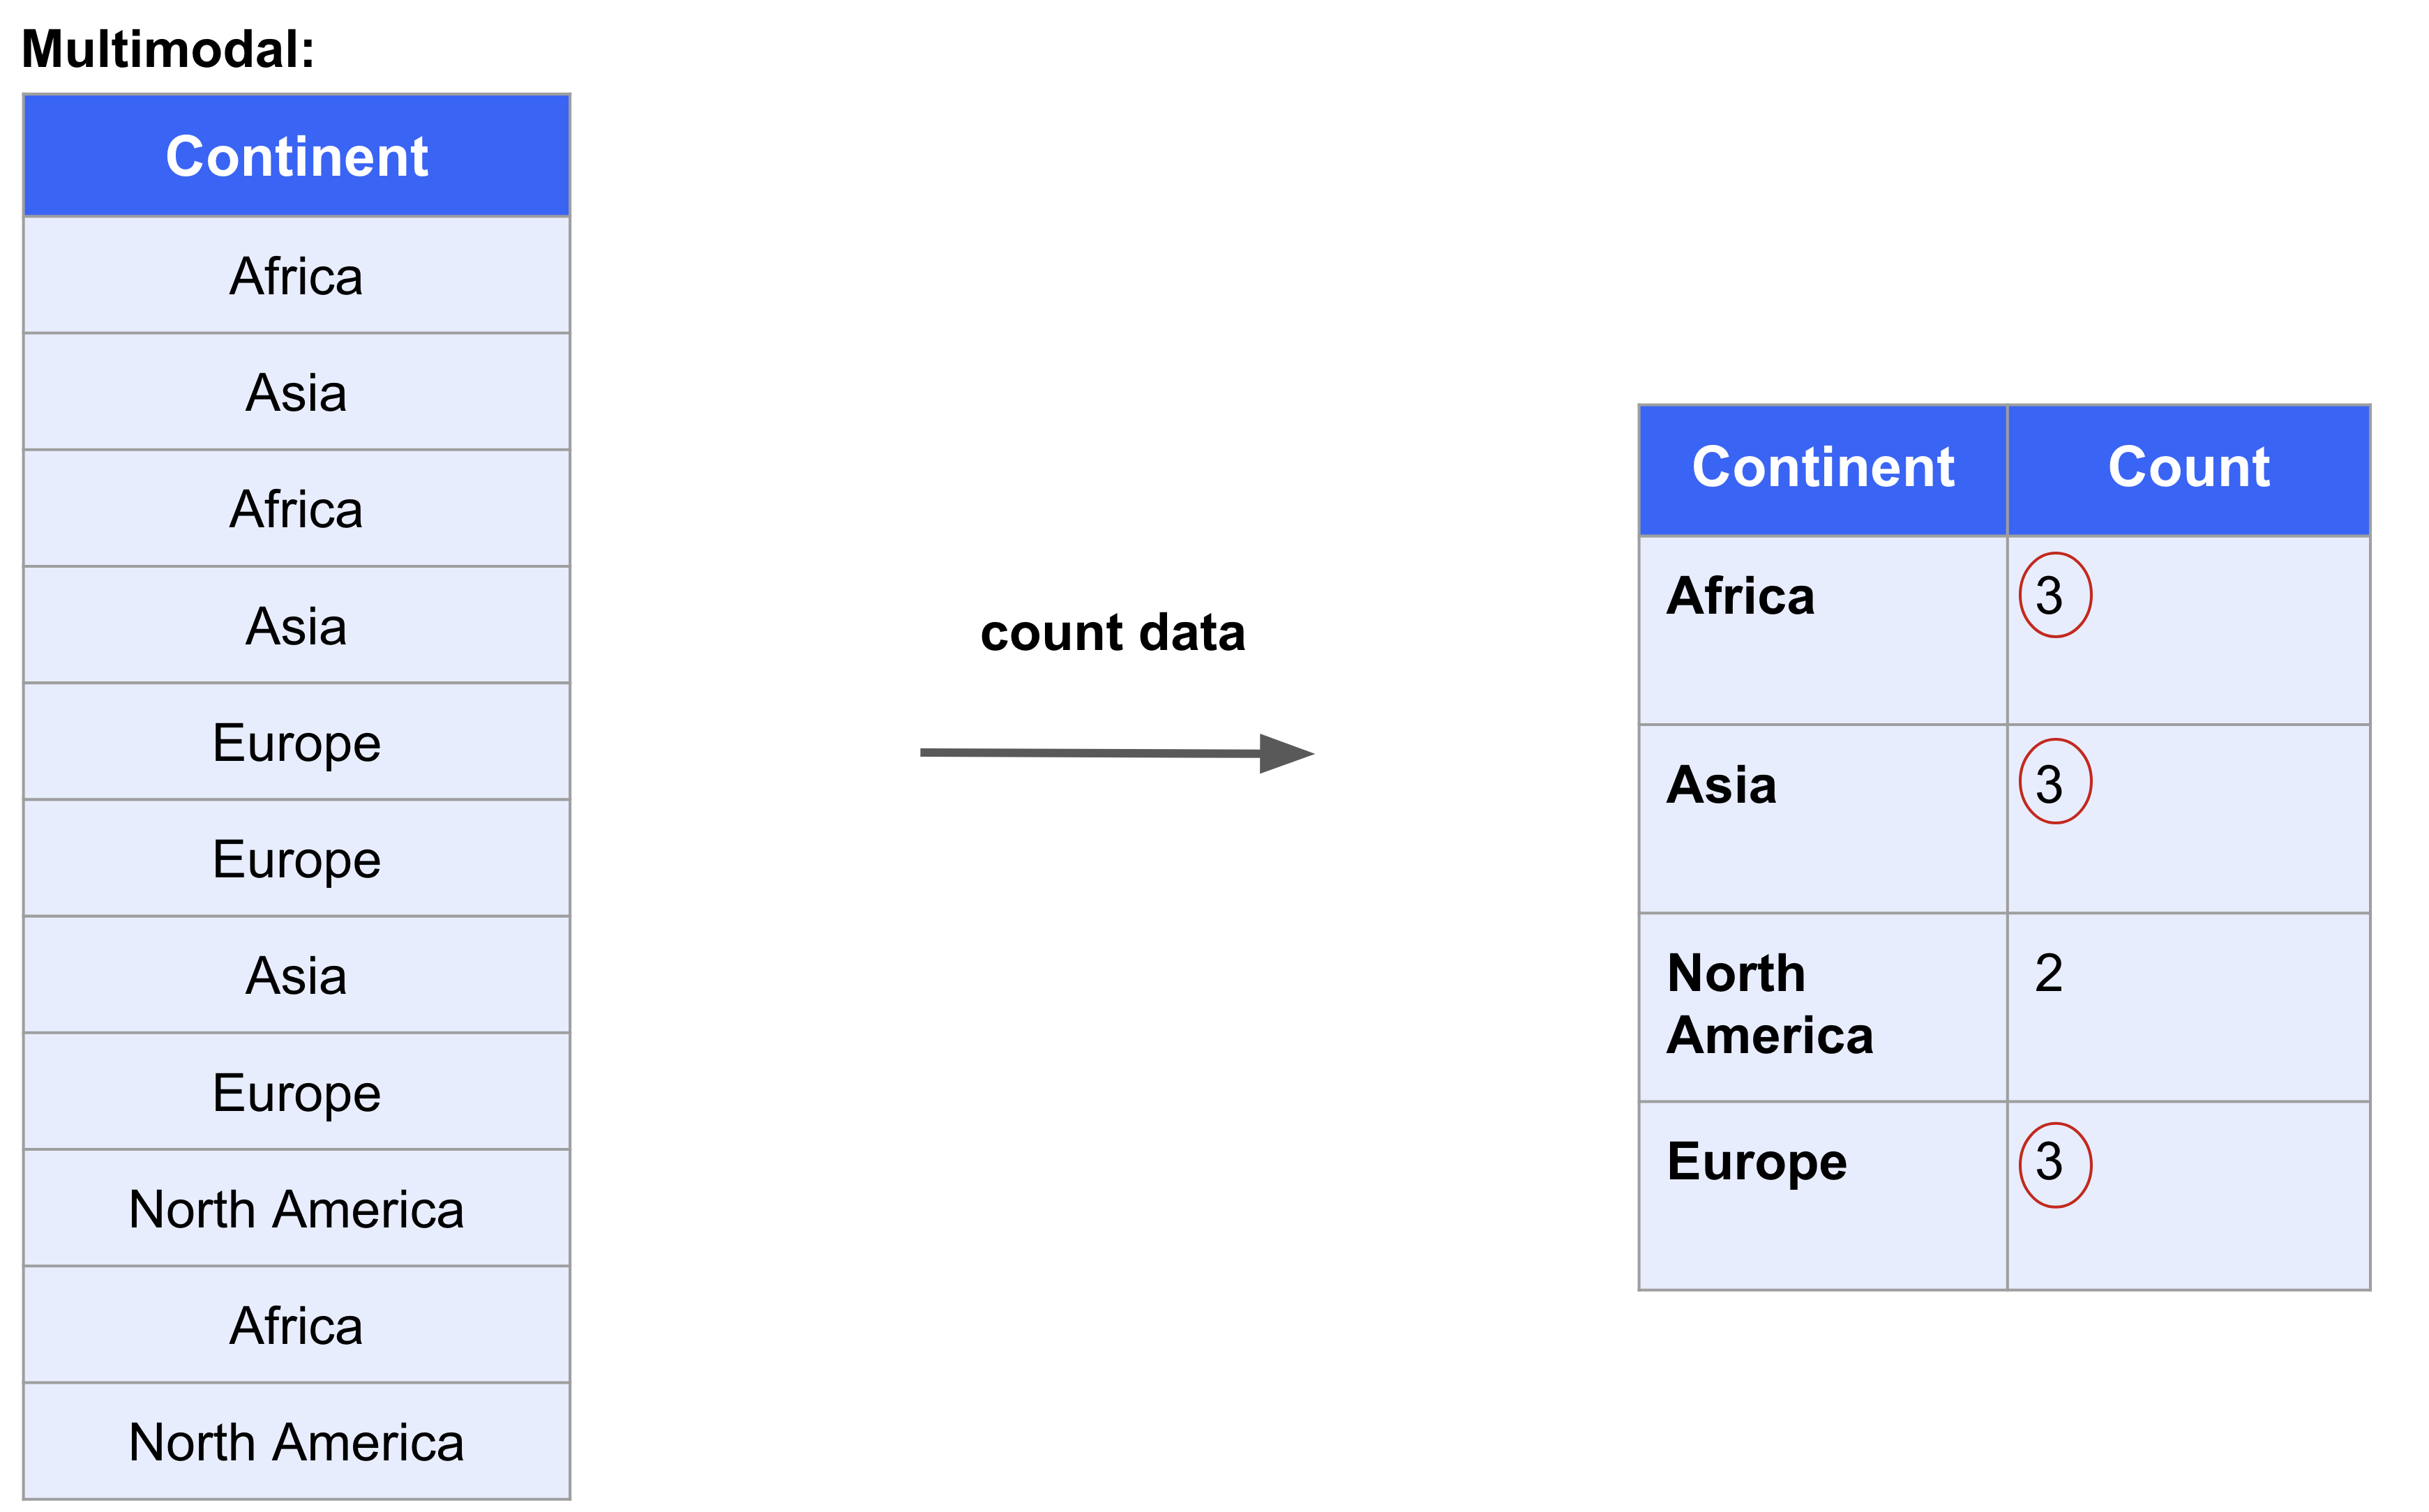 Multimodal:
Continent
Africa
Asia
Africa
Asia
Europe
Europe
Asia
Europe
North America
Africa
North America
count data
Continent Count
Africa 3
Asia 3
North 2
America
Europe 3